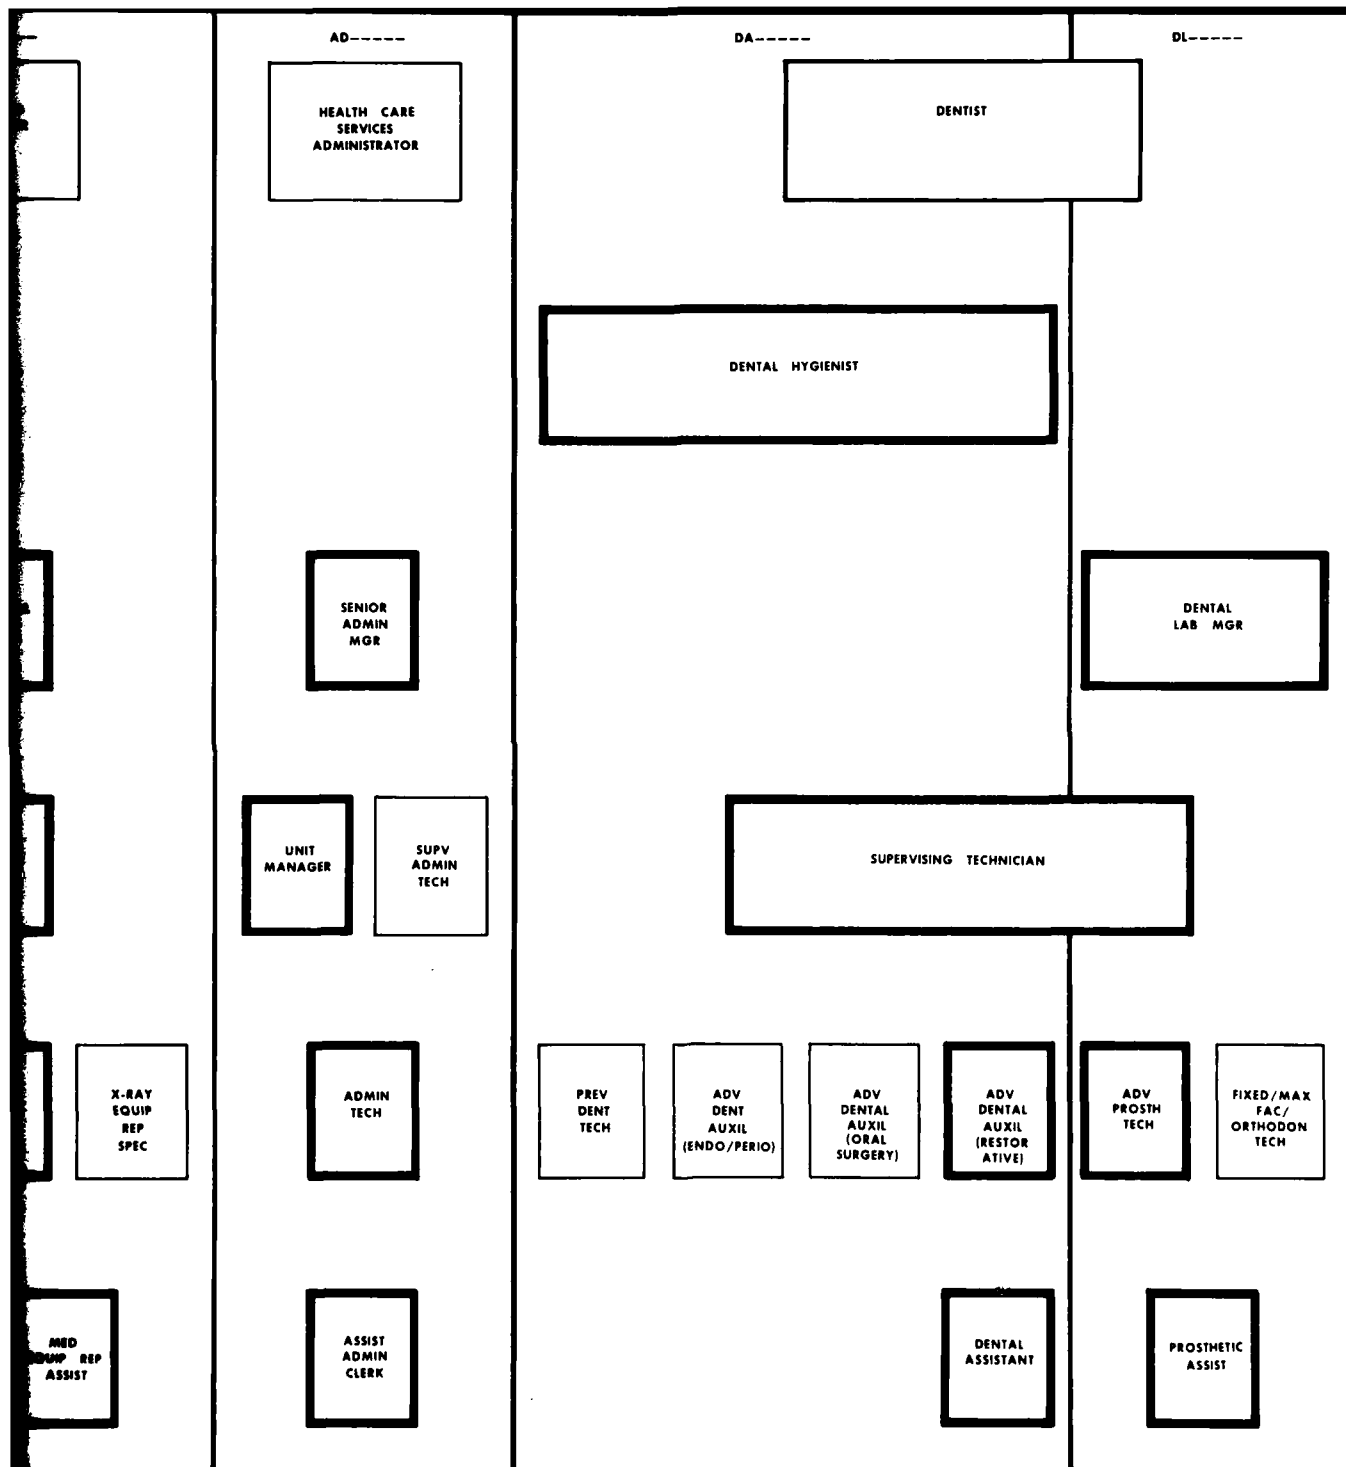 AD-----
DA-----
DL-----
HEALTH CARE
SERVICES
ADMINISTRATOR
DENTIST
DENTAL HYGIENIST
SENIOR
ADMIN
MGR
DENTAL
LAB MGR
UNIT
MANAGER
SUPV
ADMIN
TECH
SUPERVISING TECHNICIAN
X-RAY
EQUIP
REP
SPEC
ADMIN
TECH
PREV
DENT
TECH
ADV
DENT
AUXIL
(ENDO/PERIO)
ADV
DENTAL
AUXIL
(ORAL
SURGERY)
ADV
DENTAL
AUXIL
(RESTOR
ATIVE)
ADV
PROSTH
TECH
FIXED/MAX
FAC/
ORTHODON
TECH
MED
REP
ASSIST
ASSIST
ADMIN
CLERK
DENTAL
ASSISTANT
PROSTHETIC
ASSIST